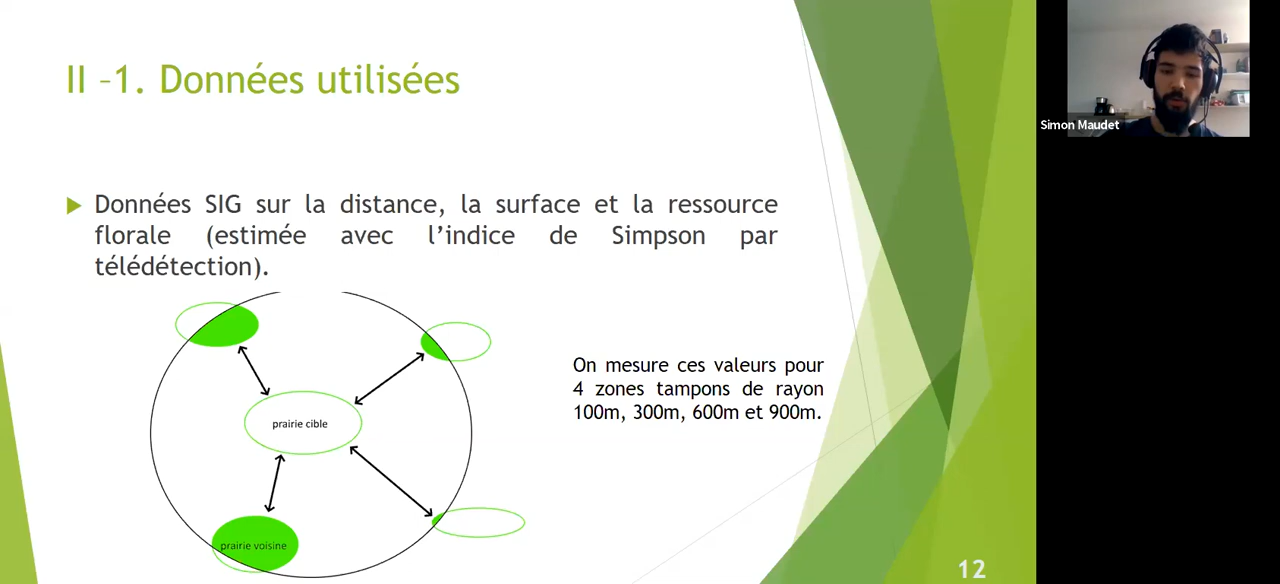 II –1. Données utilisées
Données SIG sur la distance, la surface et la ressource
florale (estimée avec l’indice de Simpson par
télédétection).
prairie cible
prairie voisine
On mesure ces valeurs pour
4 zones tampons de rayon
100m, 300m, 600m et 900m.
12
Simon Maudet